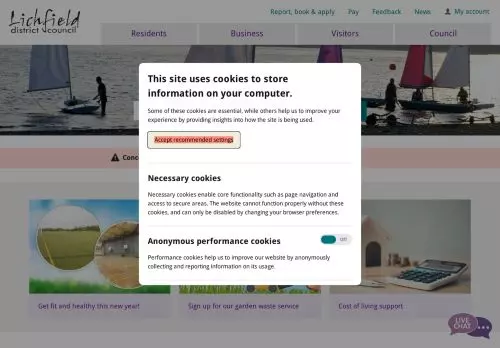 Lichfield
district council
Report, book & apply
Pay
Feedback
News
My account
Residents
Business
Visitors
Council
This site uses cookies to store
information on your computer.
Some of these cookies are essential, while others help us to improve your
experience by providing insights into how the site is being used.
Accept recommended settings
Necessary cookies
Necessary cookies enable core functionality such as page navigation and
access to secure areas. The website cannot function properly without these
cookies, and can only be disabled by changing your browser preferences.
Anonymous performance cookies
Performance cookies help us to improve our website by anonymously
collecting and reporting information on its usage.
Get fit and healthy this new year!
Sign up for our garden waste service
Cost of living support
LIVE
CHAT